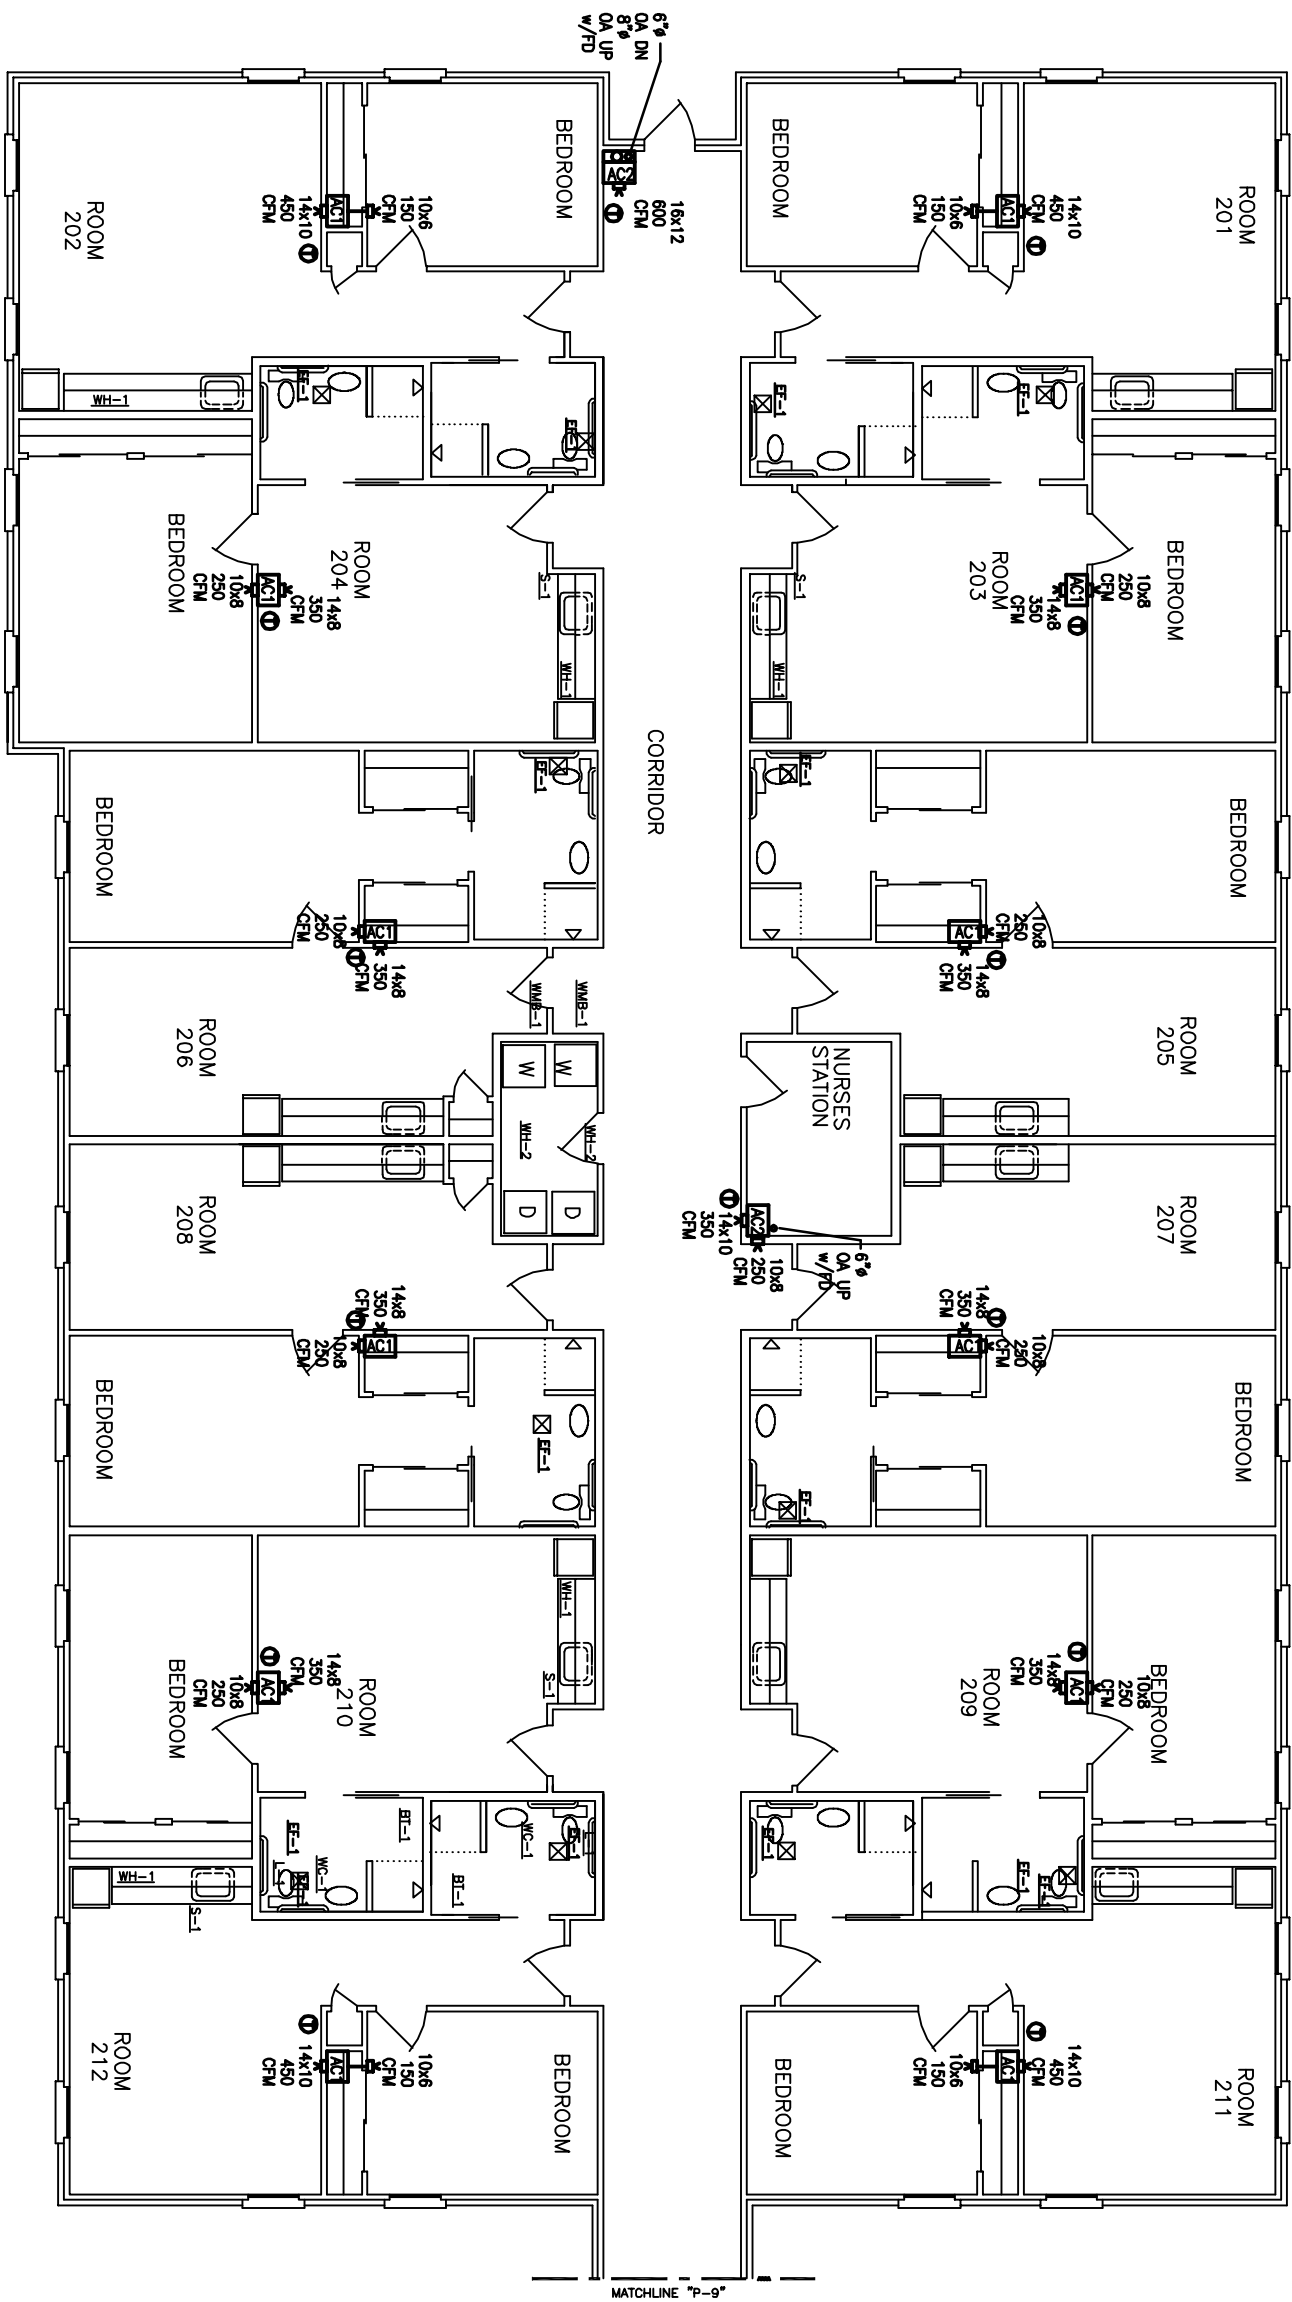 6"ø
OA DN
8"ø
OA UP
w/FD
AC2
16x12
600
CFM
T
BEDROOM
ROOM
202
AC1
14x10
450
CFM
10x6
150
CFM
T
BEDROOM
ROOM
201
AC1
14x10
450
CFM
10x6
150
CFM
T
WH-1
EF-1
EF-1
EF-1
EF-1
BEDROOM
ROOM
204
AC1
10x8
250
CFM
14x8
350
CFM
T
S-1
WH-1
S-1
WH-1
ROOM
203
BEDROOM
AC1
10x8
250
CFM
14x8
350
CFM
T
CORRIDOR
BEDROOM
EF-1
AC1
10x8
250
CFM
14x8
350
CFM
T
EF-1
BEDROOM
AC1
10x8
250
CFM
14x8
350
CFM
T
ROOM
206
WMB-1
WMB-1
W
W
WH-2
WH-2
D
D
NURSES
STATION
ROOM
205
ROOM
208
T
AC2
14x10
350
CFM
10x8
250
CFM
6"ø
OA UP
w/FD
ROOM
207
14x8
350
CFM
T
AC1
10x8
250
CFM
14x8
350
CFM
T
AC1
10x8
250
CFM
BEDROOM
EF-1
EF-1
BEDROOM
WH-1
S-1
BEDROOM
ROOM
210
AC1
10x8
250
CFM
14x8
350
CFM
T
ROOM
209
BEDROOM
AC1
10x8
250
CFM
14x8
350
CFM
T
WH-1
S-1
EF-1
WC-1
BT-1
BT-1
WC-1
EF-1
EF-1
EF-1
EF-1
ROOM
212
T
AC1
14x10
450
CFM
10x6
150
CFM
BEDROOM
BEDROOM
T
AC1
14x10
450
CFM
10x6
150
CFM
ROOM
211
MATCHLINE "P-9"